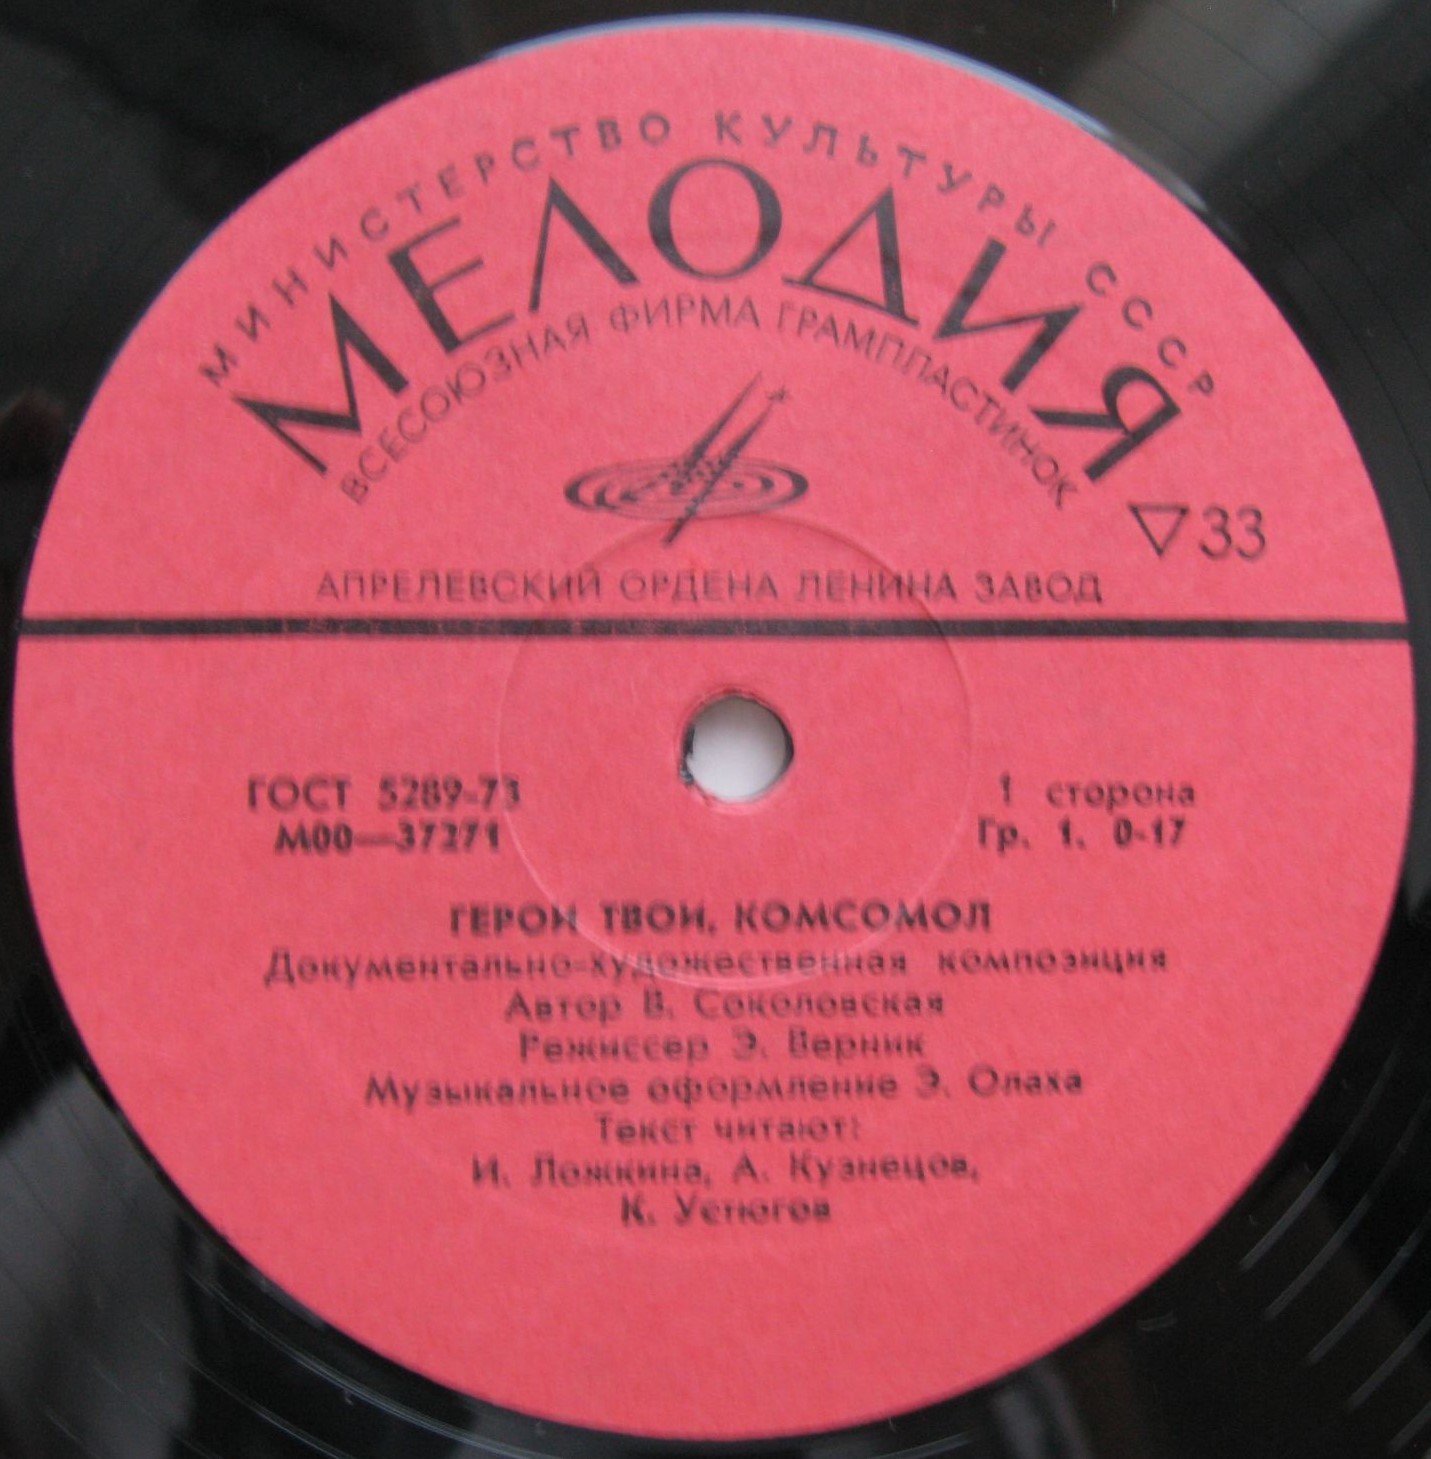 МИНИСТЕРСТВО КУЛЬТУРЫ СССР
МЕЛОДИЯ
ВСЕСОЮЗНАЯ ФИРМА ГРАМПЛАСТИНОК
▽33
АПРЕЛЕВСКИЙ ОРДЕНА ЛЕНИНА ЗАВОД
ГОСТ 5289-73
М00—37271
1 сторона
Гр. 1. 0-17
ГЕРОИ ТВОИ, КОМСОМОЛ
Документально-художественная композиция
Автор В. Соколовская
Режиссер Э. Верник
Музыкальное оформление Э. Олаха
Текст читают:
И. Ложкина, А. Кузнецов,
К. Устюгов